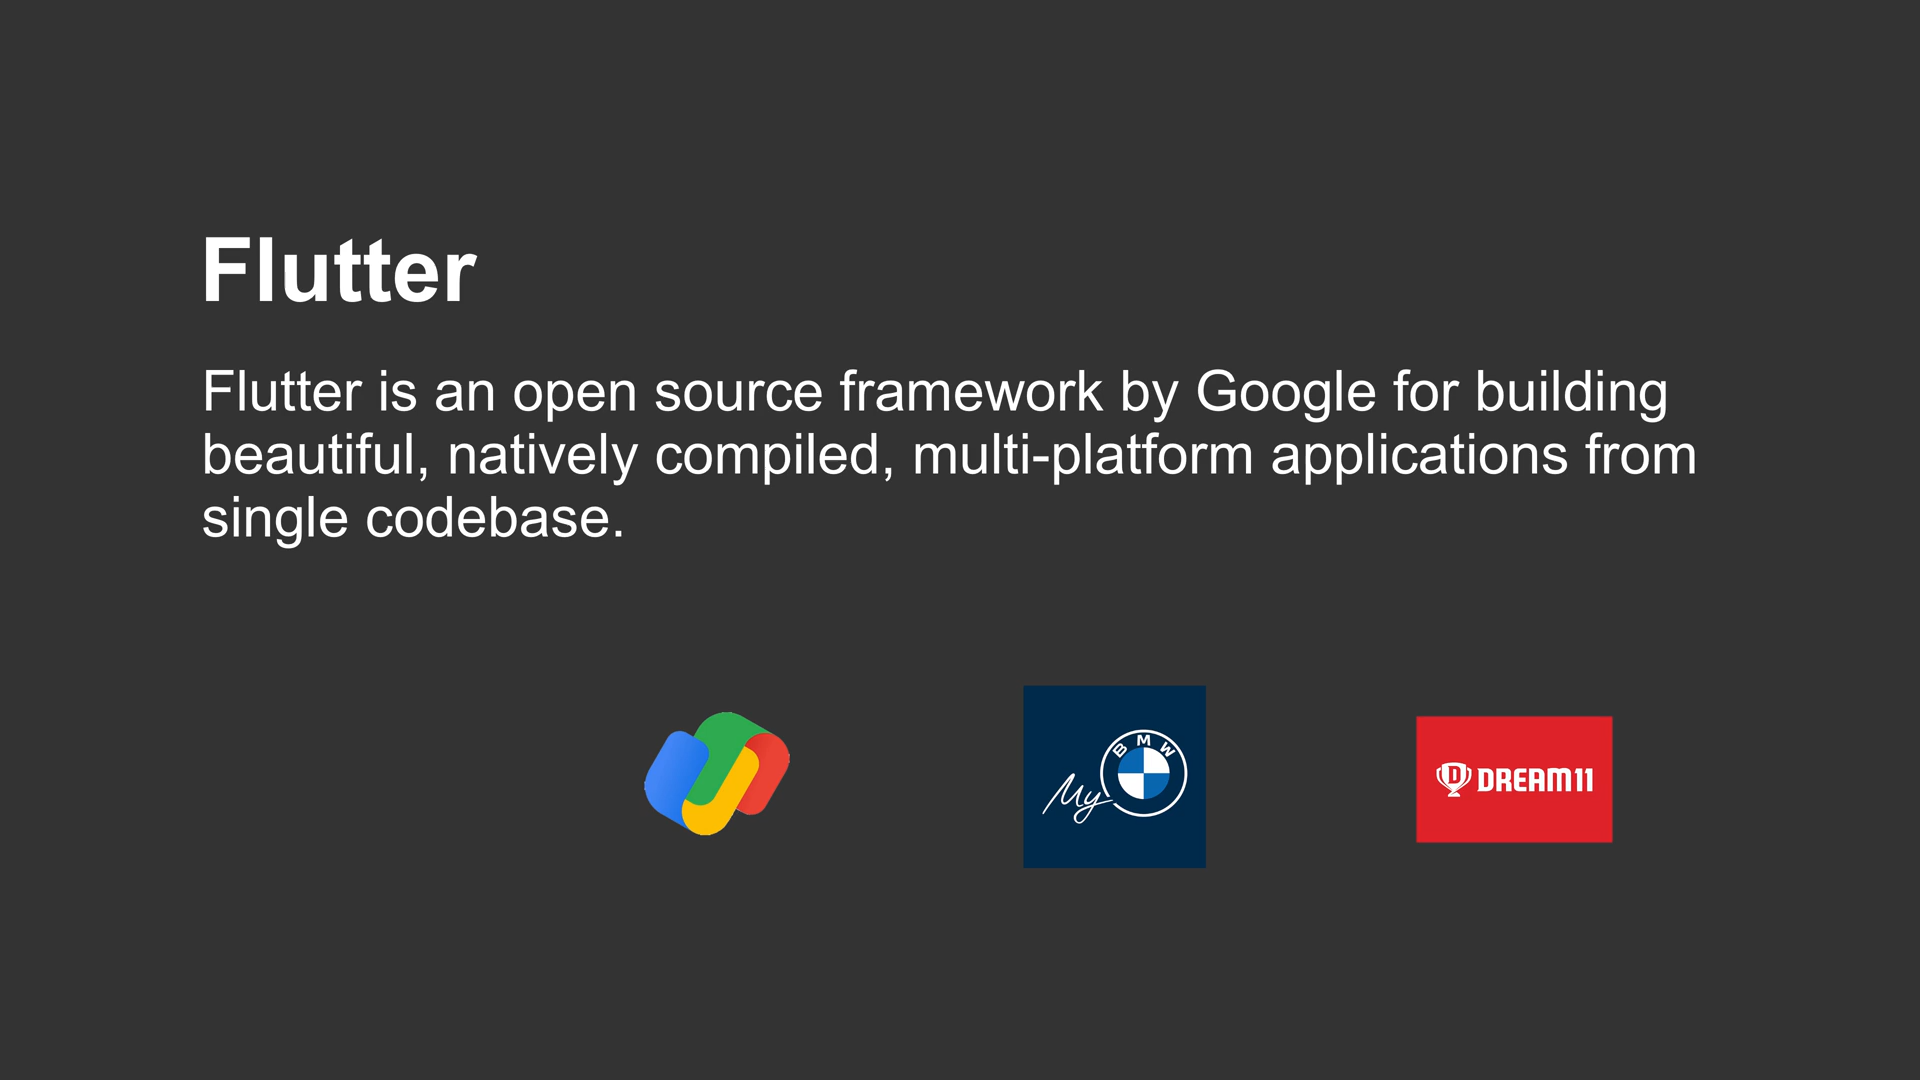 Flutter
Flutter is an open source framework by Google for building
beautiful, natively compiled, multi-platform applications from
single codebase.
My BMW
D DREAM11